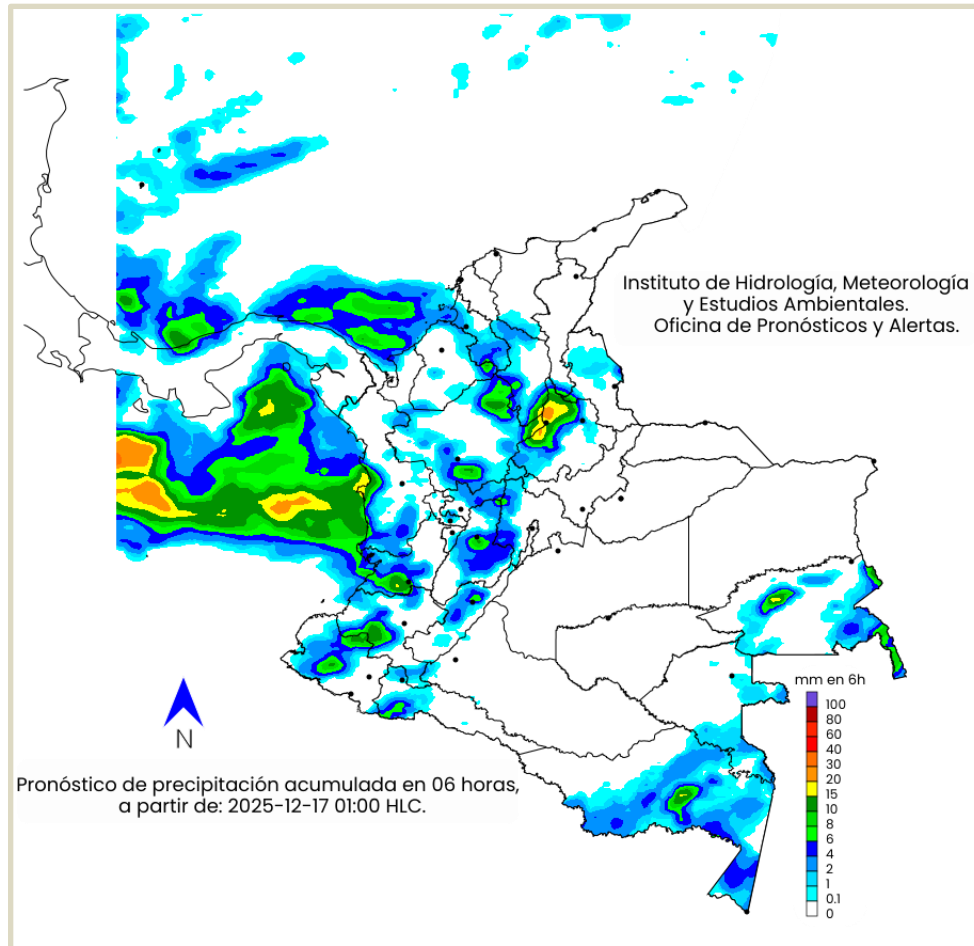 Instituto de Hidrología, Meteorología
y Estudios Ambientales.
Oficina de Pronósticos y Alertas.
N
Pronóstico de precipitación acumulada en 06 horas,
a partir de: 2025-12-17 01:00 HLC.
mm en 6h
100
80
60
40
30
20
15
10
8
6
4
2
1
0.1
0